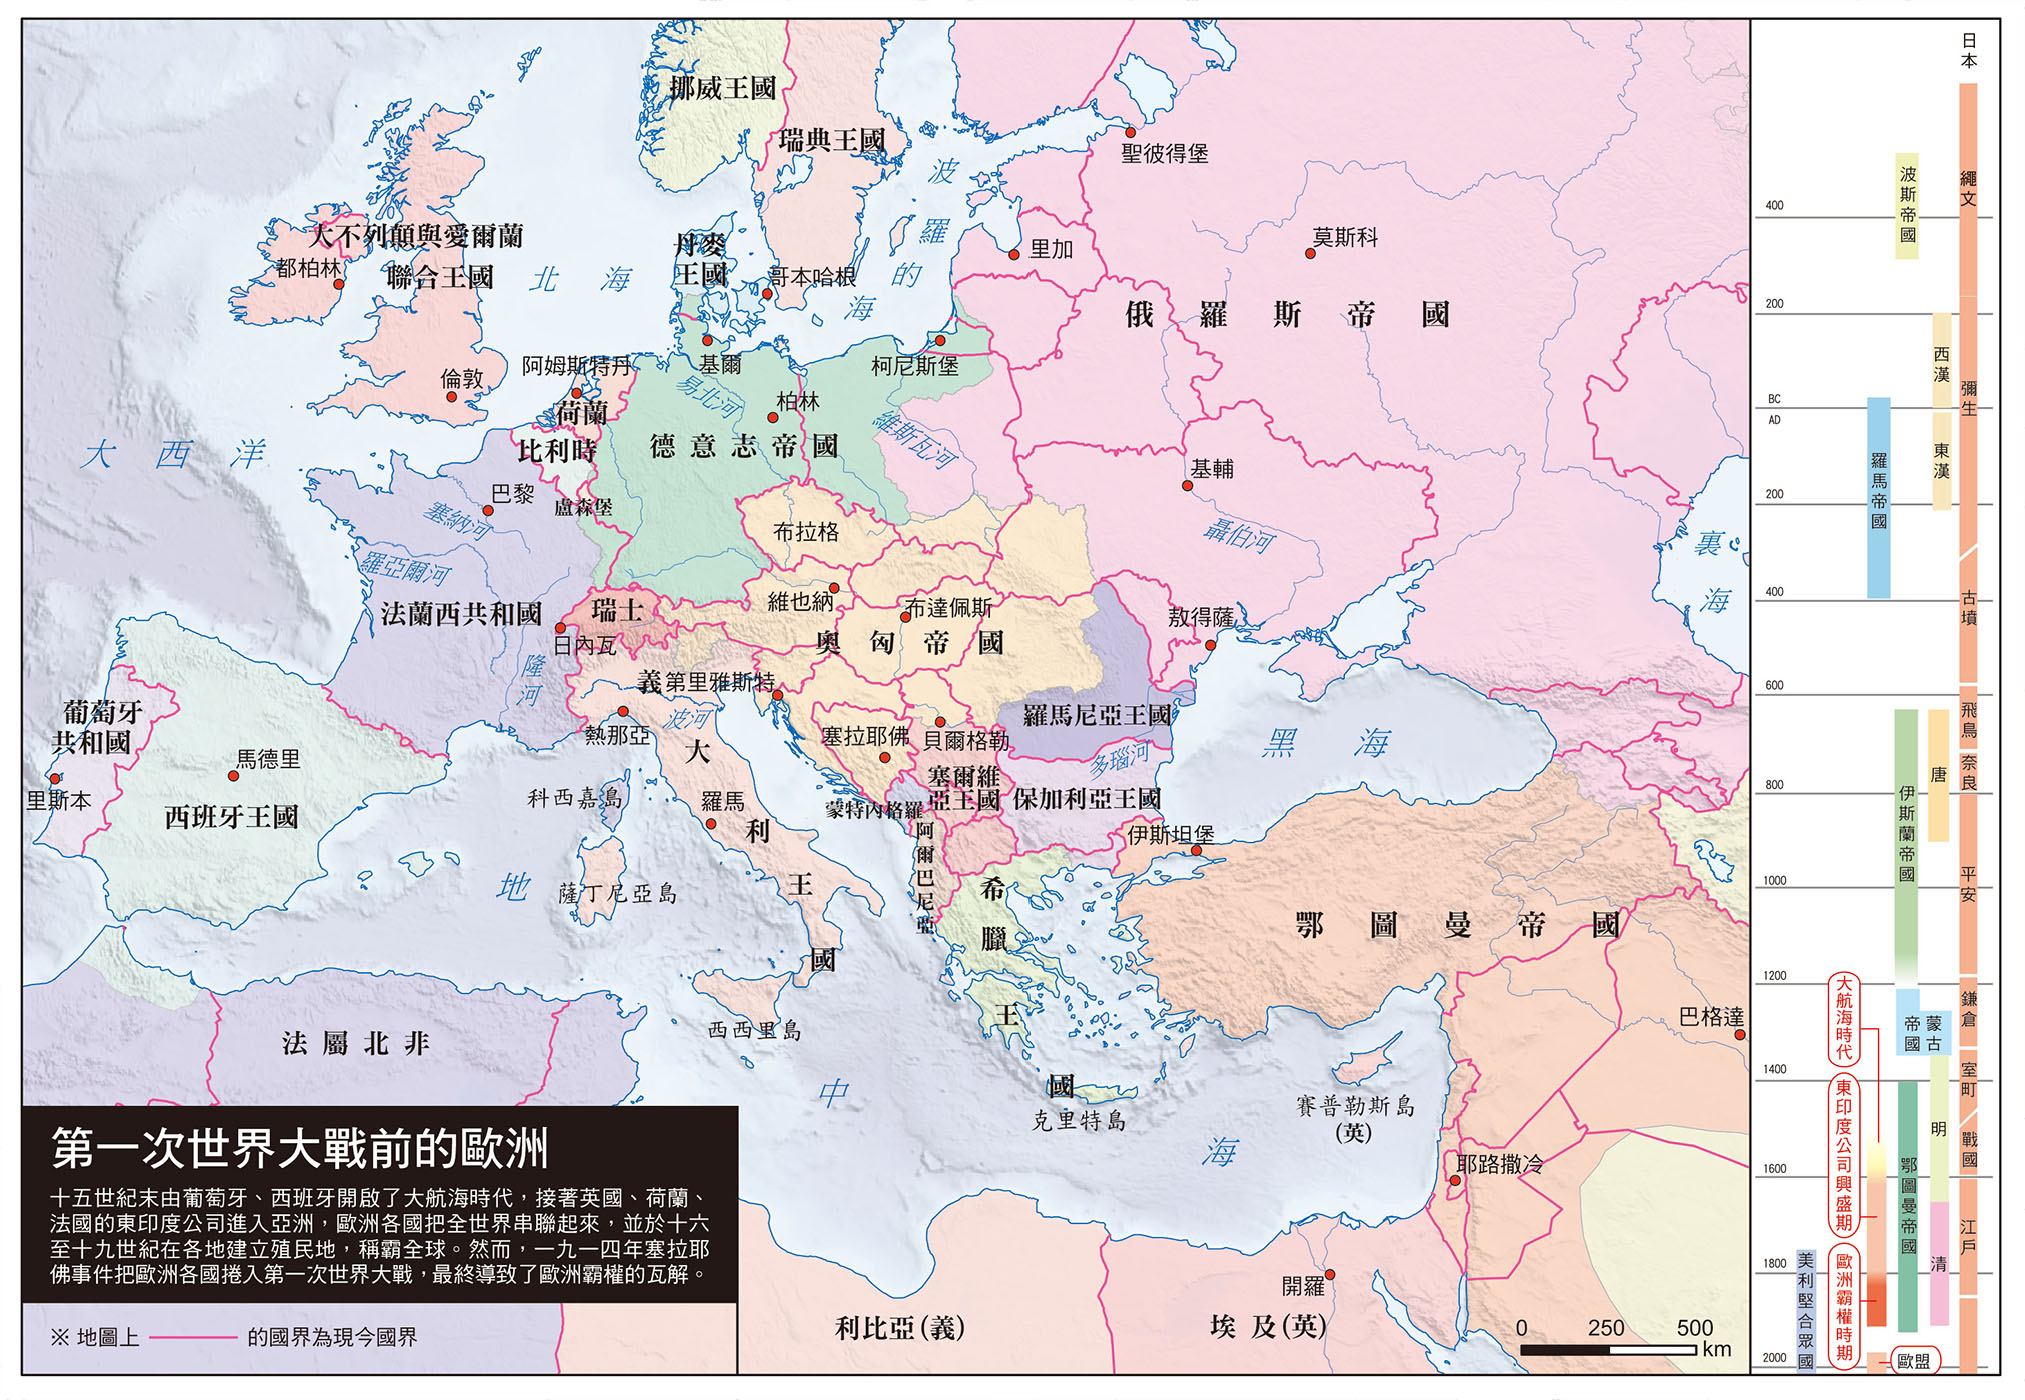 挪威王國
瑞典王國
聖彼得堡
波羅的海
大不列顛與愛爾蘭
聯合王國
都柏林
北海
丹麥
王國
哥本哈根
里加
莫斯科
俄羅斯帝國
倫敦
阿姆斯特丹
荷蘭
基爾
柯尼斯堡
易北河
柏林
維斯瓦河
德意志帝國
大西洋
比利時
盧森堡
巴黎
塞納河
羅亞爾河
布拉格
基輔
聶伯河
裏海
法蘭西共和國
瑞士
日內瓦
隆河
維也納
布達佩斯
奧匈帝國
敖得薩
葡萄牙
共和國
里斯本
馬德里
西班牙王國
義大利王國
第里雅斯特
波河
熱那亞
塞拉耶佛
貝爾格勒
羅馬尼亞王國
多瑙河
黑海
科西嘉島
羅馬
蒙特內格羅
塞爾維
亞王國
保加利亞王國
伊斯坦堡
阿爾巴尼亞
薩丁尼亞島
希臘王國
鄂圖曼帝國
西西里島
地中海
克里特島
賽普勒斯島
(英)
巴格達
耶路撒冷
法屬北非
利比亞(義)
埃及(英)
開羅
第一次世界大戰前的歐洲
十五世紀末由葡萄牙、西班牙開啟了大航海時代，接著英國、荷蘭、
法國的東印度公司進入亞洲，歐洲各國把全世界串聯起來，並於十六
至十九世紀在各地建立殖民地，稱霸全球。然而，一九一四年塞拉耶
佛事件把歐洲各國捲入第一次世界大戰，最終導致了歐洲霸權的瓦解。
※ 地圖上 的國界為現今國界
0 250 500
km
日本
400
200
BC
AD
200
400
600
800
1000
1200
1400
1600
1800
2000
波斯帝國
西漢
東漢
羅馬帝國
伊斯蘭帝國
唐
蒙古
帝國
明
清
鄂圖曼帝國
美利堅合眾國
大航海時代
東印度公司興盛期
歐洲霸權時期
歐盟
繩文
彌生
古墳
飛鳥
奈良
平安
鎌倉
室町
戰國
江戶